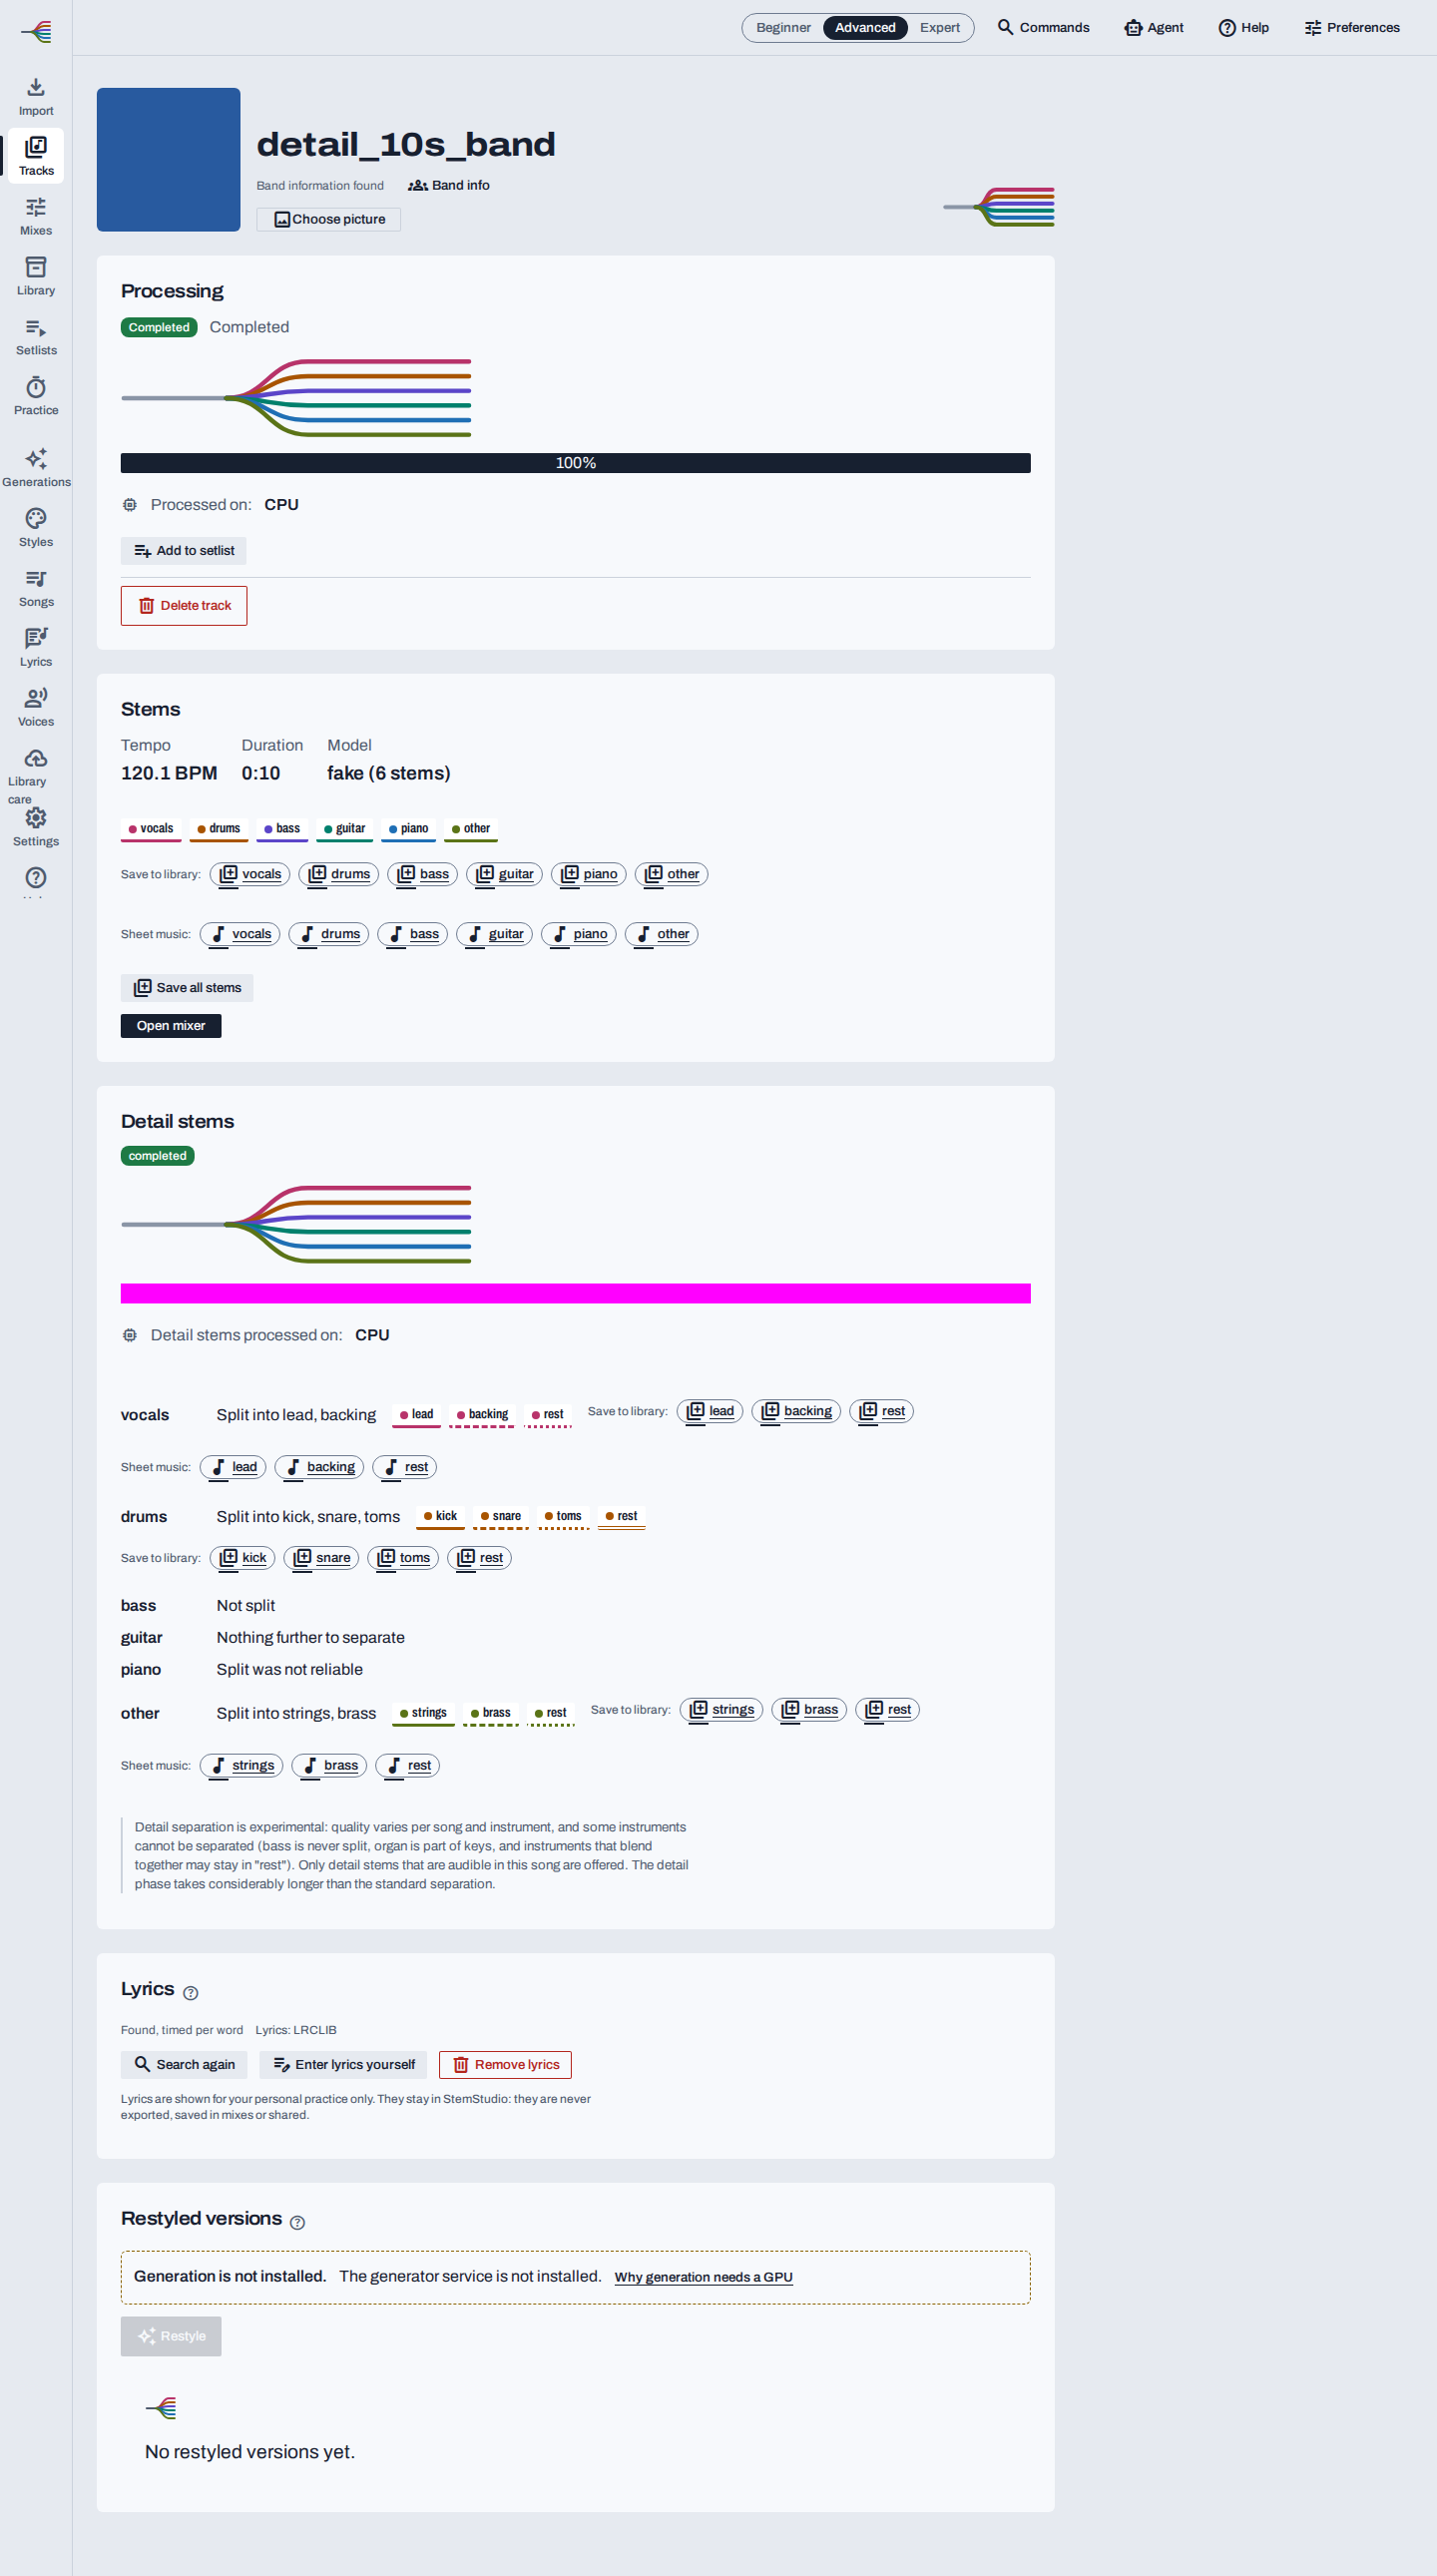 Beginner Advanced Expert Commands Agent Help Preferences
Import
Tracks
Mixes
Library
Setlists
Practice
Generations
Styles
Songs
Lyrics
Voices
Library
care
Settings
detail_10s_band
Band information found Band info
Choose picture
Processing
Completed Completed
100%
Processed on: CPU
Add to setlist
Delete track
Stems
Tempo Duration Model
120.1 BPM 0:10 fake (6 stems)
vocals drums bass guitar piano other
Save to library: vocals drums bass guitar piano other
Sheet music: vocals drums bass guitar piano other
Save all stems
Open mixer
Detail stems
completed
Detail stems processed on: CPU
vocals Split into lead, backing lead backing rest Save to library: lead backing rest
Sheet music: lead backing rest
drums Split into kick, snare, toms kick snare toms rest
Save to library: kick snare toms rest
bass Not split
guitar Nothing further to separate
piano Split was not reliable
other Split into strings, brass strings brass rest Save to library: strings brass rest
Sheet music: strings brass rest
Detail separation is experimental: quality varies per song and instrument, and some instruments
cannot be separated (bass is never split, organ is part of keys, and instruments that blend
together may stay in "rest"). Only detail stems that are audible in this song are offered. The detail
phase takes considerably longer than the standard separation.
Lyrics
Found, timed per word Lyrics: LRCLIB
Search again Enter lyrics yourself Remove lyrics
Lyrics are shown for your personal practice only. They stay in StemStudio: they are never
exported, saved in mixes or shared.
Restyled versions
Generation is not installed. The generator service is not installed. Why generation needs a GPU
Restyle
No restyled versions yet.